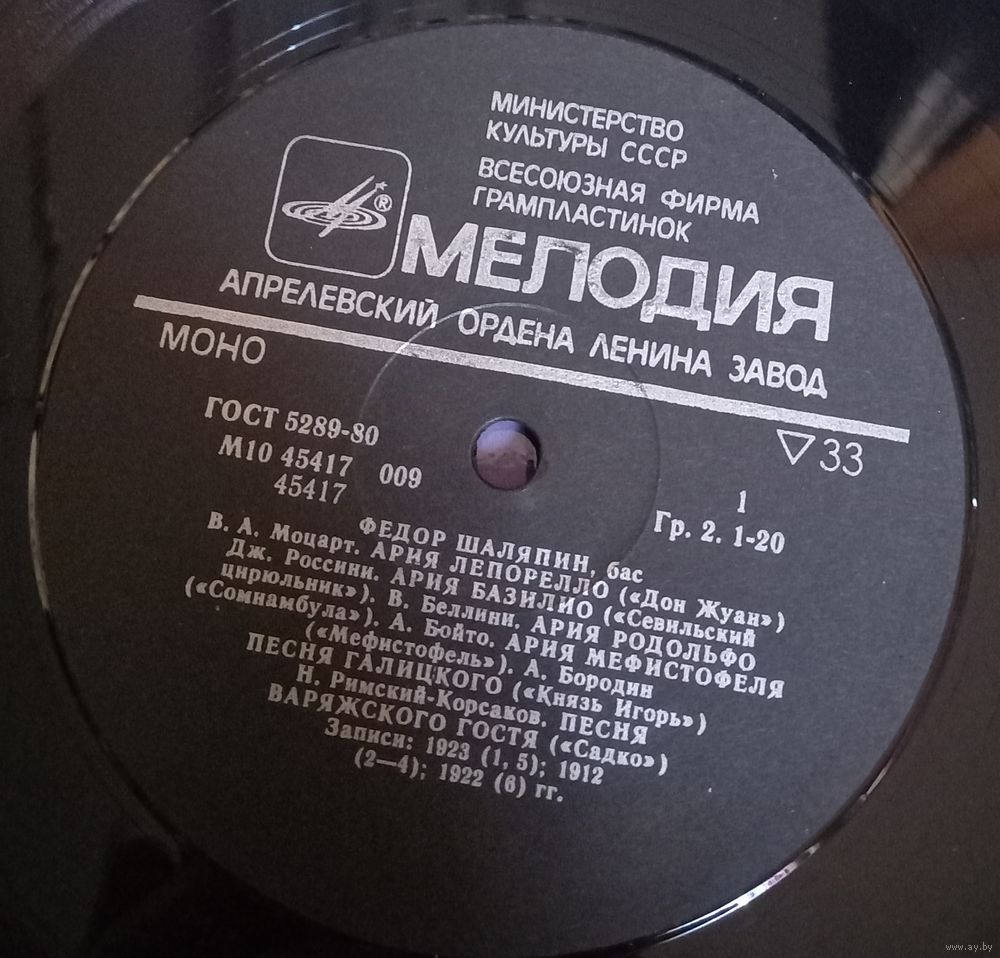 МИНИСТЕРСТВО
КУЛЬТУРЫ СССР
ВСЕСОЮЗНАЯ ФИРМА
ГРАМПЛАСТИНОК
®
МЕЛОДИЯ
АПРЕЛЕВСКИЙ ОРДЕНА ЛЕНИНА ЗАВОД
МОНО
▽33
ГОСТ 5289-80
М10 45417 009
45417
1
Гр. 2. 1-20
ФЕДОР ШАЛЯПИН, бас
В. А. Моцарт. АРИЯ ЛЕПОРЕЛЛО («Дон Жуан»)
Дж. Россини. АРИЯ БАЗИЛИО («Севильский
цирюльник»). В. Беллини. АРИЯ РОДОЛЬФО
(«Сомнамбула»). А. Бойто. АРИЯ МЕФИСТОФЕЛЯ
(«Мефистофель»). А. Бородин
ПЕСНЯ ГАЛИЦКОГО («Князь Игорь»)
Н. Римский-Корсаков. ПЕСНЯ
ВАРЯЖСКОГО ГОСТЯ («Садко»)
Записи: 1923 (1, 5); 1912
(2—4); 1922 (6) гг.
www.ay.by